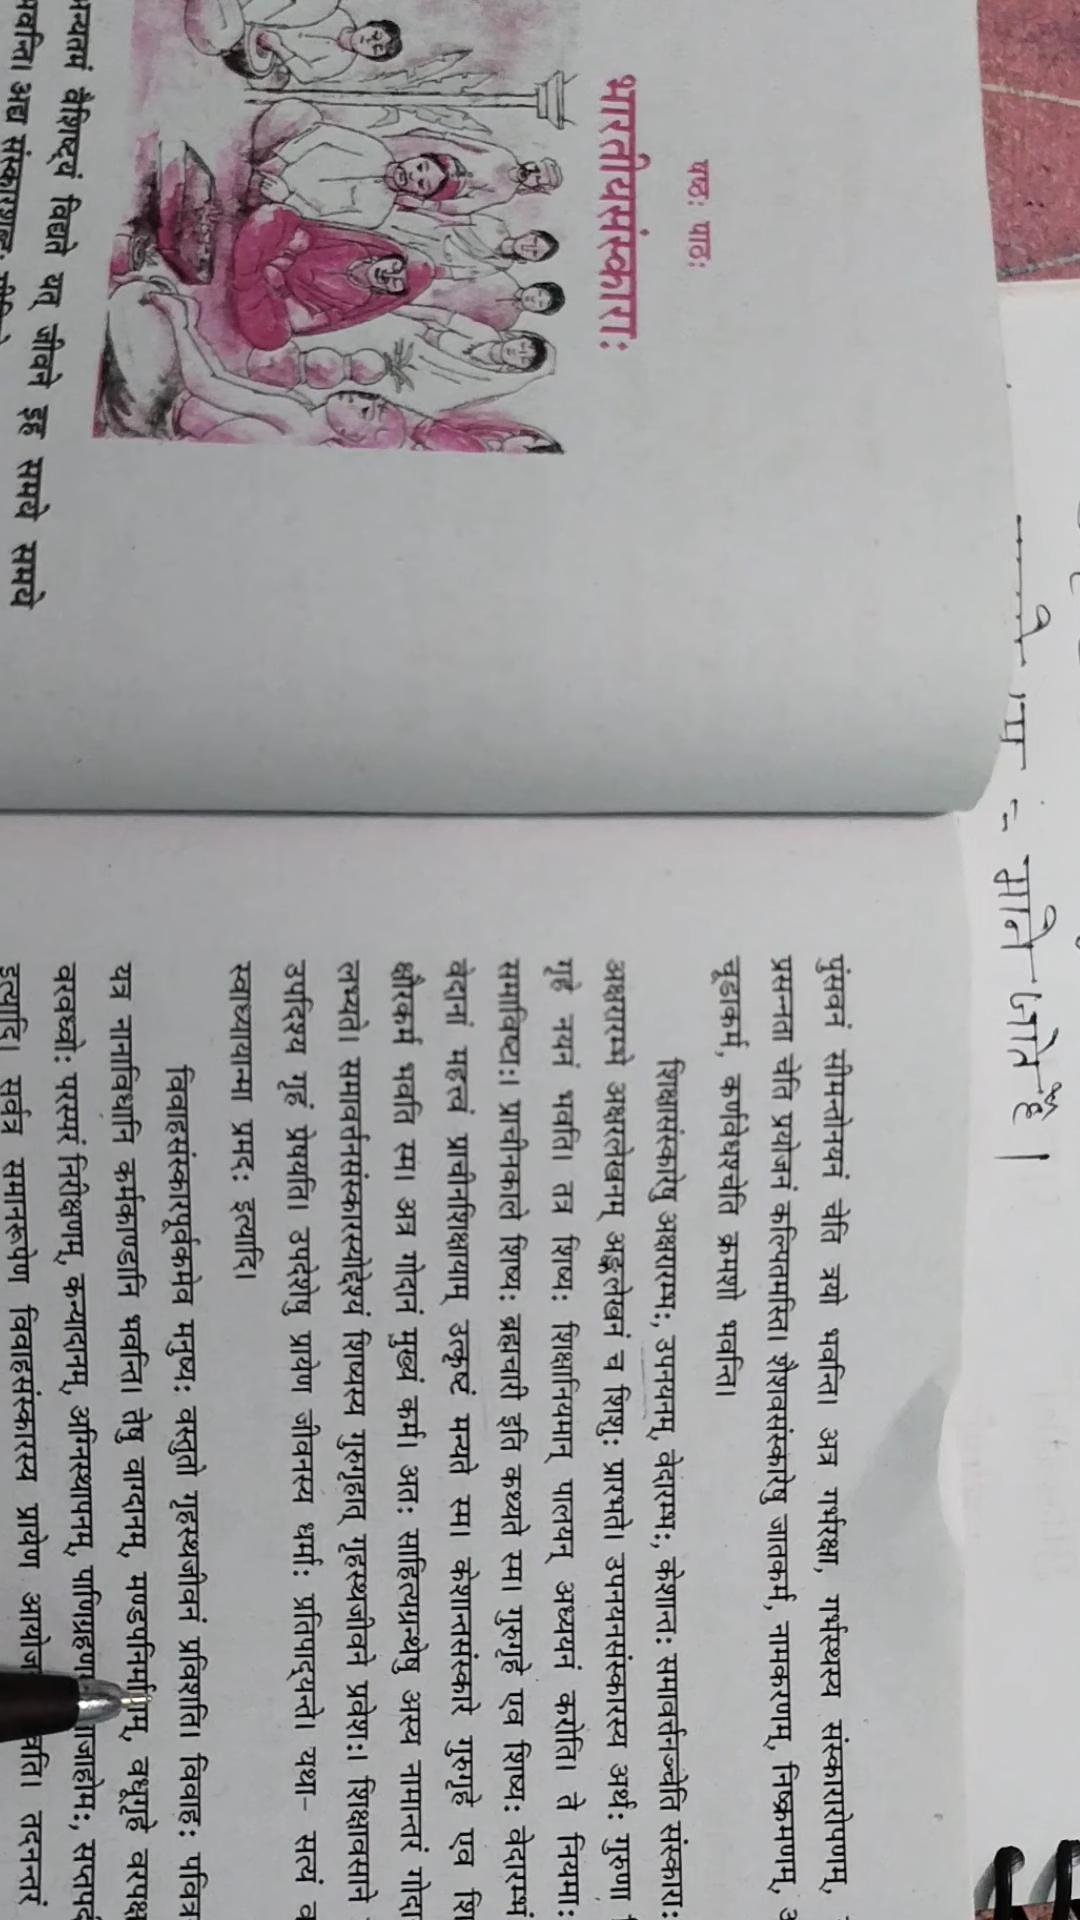 षष्ठः पाठः
भारतीयसंस्काराः
वैशिष्ट्यं विद्यते यत् जीवने इह समये समये
पुंसवनं सीमन्तोनयनं चेति त्रयो भवन्ति। अत्र गर्भरक्षा, गर्भस्थस्य संस्कारारोपणम्,
प्रसन्नता चेति प्रयोजनं कल्पितमस्ति। शैशवसंस्कारेषु जातकर्म, नामकरणम्, निष्क्रमणम्,
चूडाकर्म, कर्णवेधश्चेति क्रमशो भवन्ति।
शिक्षासंस्कारेषु अक्षरारम्भः, उपनयनम्, वेदारम्भः, केशान्तः समावर्तनञ्चेति संस्काराः
अक्षरारम्भे अक्षरलेखनम् अङ्कलेखनं च शिशुः प्रारभते। उपनयनसंस्कारस्य अर्थः गुरुणा
गृहे नयनं भवति। तत्र शिष्यः शिक्षानियमान् पालयन् अध्ययनं करोति। ते नियमाः
समाविष्टाः। प्राचीनकाले शिष्यः ब्रह्मचारी इति कथ्यते स्म। गुरुगृहे एव शिष्यः वेदारम्भं
वेदानां महत्त्वं प्राचीनशिक्षायाम् उत्कृष्टं मन्यते स्म। केशान्तसंस्कारे गुरुगृहे एव
क्षौरकर्म भवति स्म। अत्र गोदानं मुख्यं कर्म। अतः साहित्यग्रन्थेषु अस्य नामान्तरं
लभ्यते। समावर्तनसंस्कारस्योद्देश्यं शिष्यस्य गुरुगृहात् गृहस्थजीवने प्रवेशः। शिक्षावसाने
उपदिश्य गृहं प्रेषयति। उपदेशेषु प्रायेण जीवनस्य धर्माः प्रतिपाद्यन्ते। यथा– सत्यं
स्वाध्यायान्मा प्रमदः इत्यादि।
विवाहसंस्कारपूर्वकमेव मनुष्यः वस्तुतो गृहस्थजीवनं प्रविशति। विवाहः पवित्र
यत्र नानाविधानि कर्मकाण्डानि भवन्ति। तेषु वाग्दानम्, मण्डपनिर्माणम्, वधूगृहे वरपक्ष
वरवध्वोः परस्परं निरीक्षणम्, कन्यादानम्, अग्निस्थापनम्,
इत्यादि। सर्वत्र समानरूपेण विवाहसंस्कारस्य प्रायेण तदनन्तरं
जाते हैं।